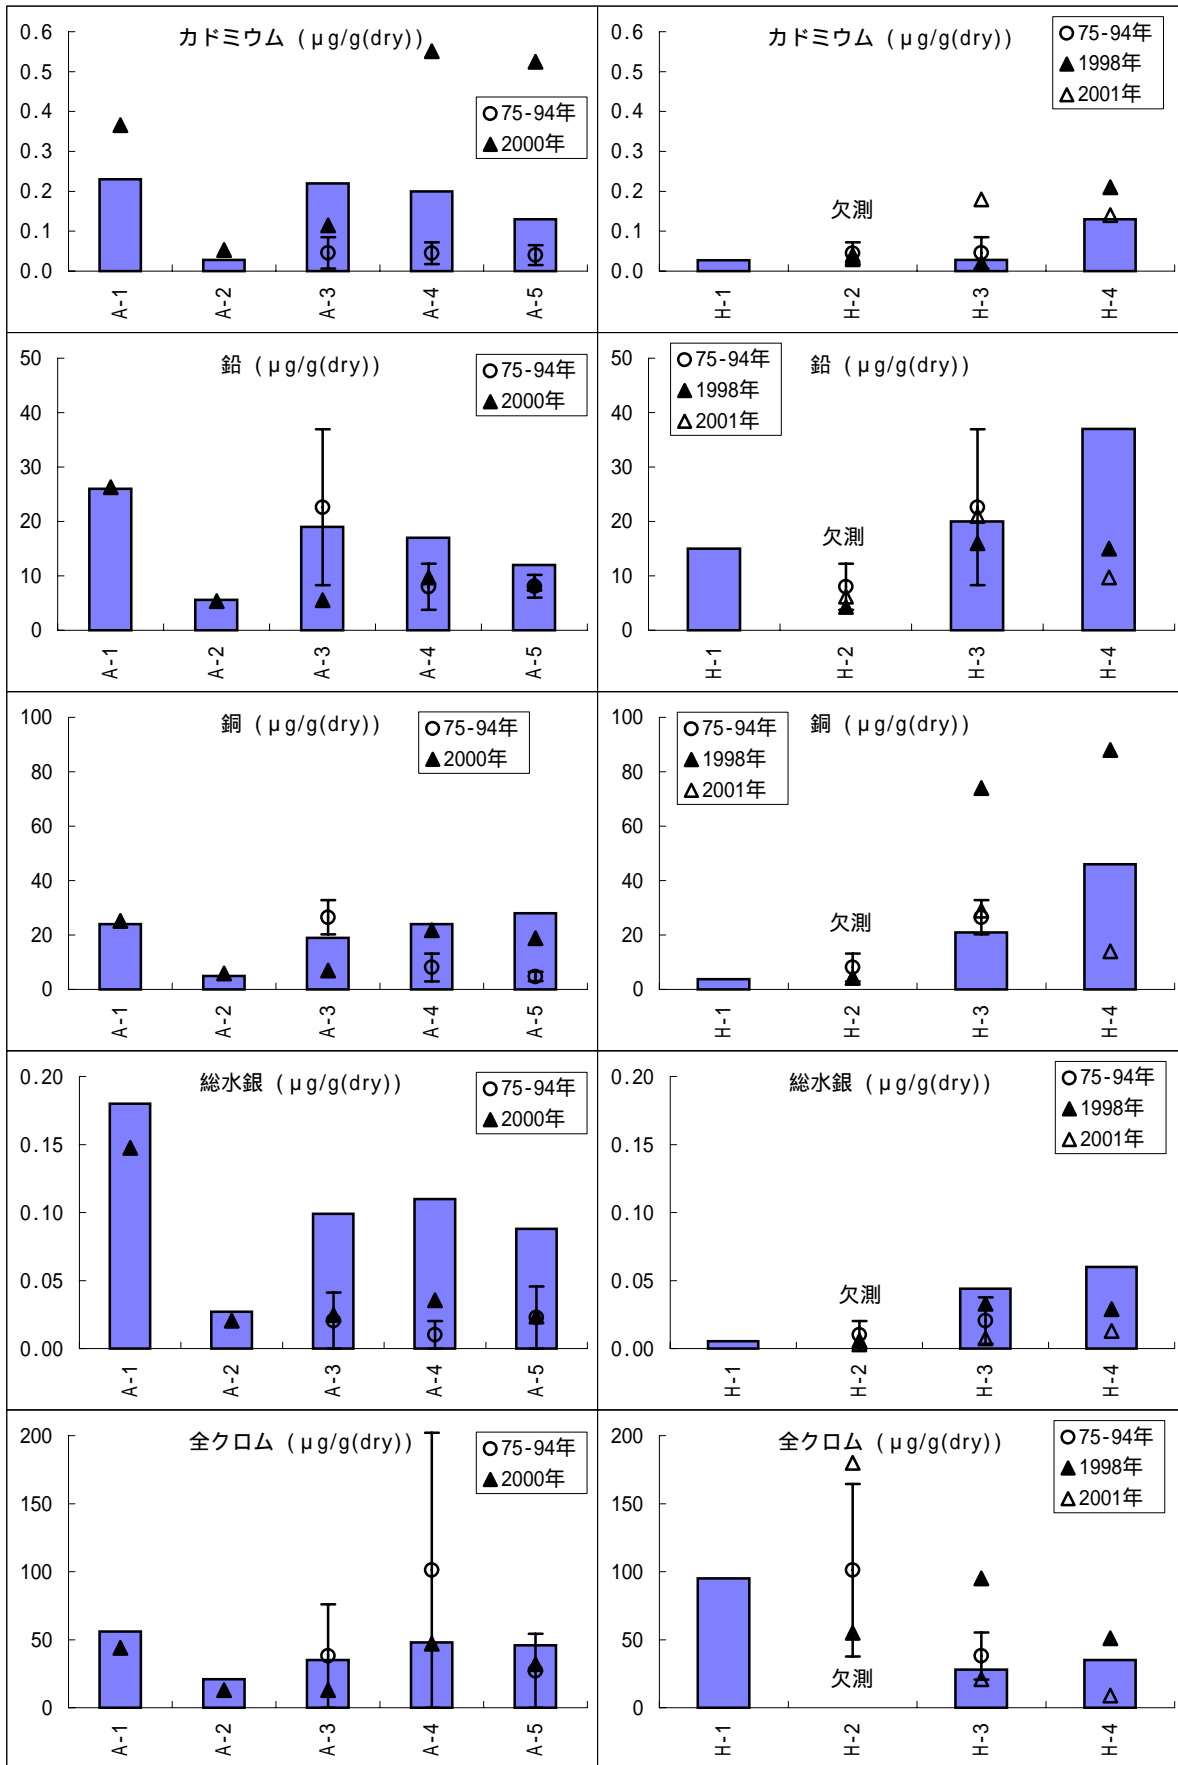 カドミウム (μg/g(dry))
0.6
0.5
0.4
0.3
0.2
0.1
0.0
75-94年
2000年
A-1
A-2
A-3
A-4
A-5
カドミウム (μg/g(dry))
0.6
0.5
0.4
0.3
0.2
0.1
0.0
75-94年
1998年
2001年
欠測
H-1
H-2
H-3
H-4
鉛 (μg/g(dry))
50
40
30
20
10
0
75-94年
2000年
A-1
A-2
A-3
A-4
A-5
鉛 (μg/g(dry))
50
40
30
20
10
0
75-94年
1998年
2001年
欠測
H-1
H-2
H-3
H-4
銅 (μg/g(dry))
100
80
60
40
20
0
75-94年
2000年
A-1
A-2
A-3
A-4
A-5
銅 (μg/g(dry))
100
80
60
40
20
0
75-94年
1998年
2001年
欠測
H-1
H-2
H-3
H-4
総水銀 (μg/g(dry))
0.20
0.15
0.10
0.05
0.00
75-94年
2000年
A-1
A-2
A-3
A-4
A-5
総水銀 (μg/g(dry))
0.20
0.15
0.10
0.05
0.00
75-94年
1998年
2001年
欠測
H-1
H-2
H-3
H-4
全クロム (μg/g(dry))
200
150
100
50
0
75-94年
2000年
A-1
A-2
A-3
A-4
A-5
全クロム (μg/g(dry))
200
150
100
50
0
75-94年
1998年
2001年
欠測
H-1
H-2
H-3
H-4